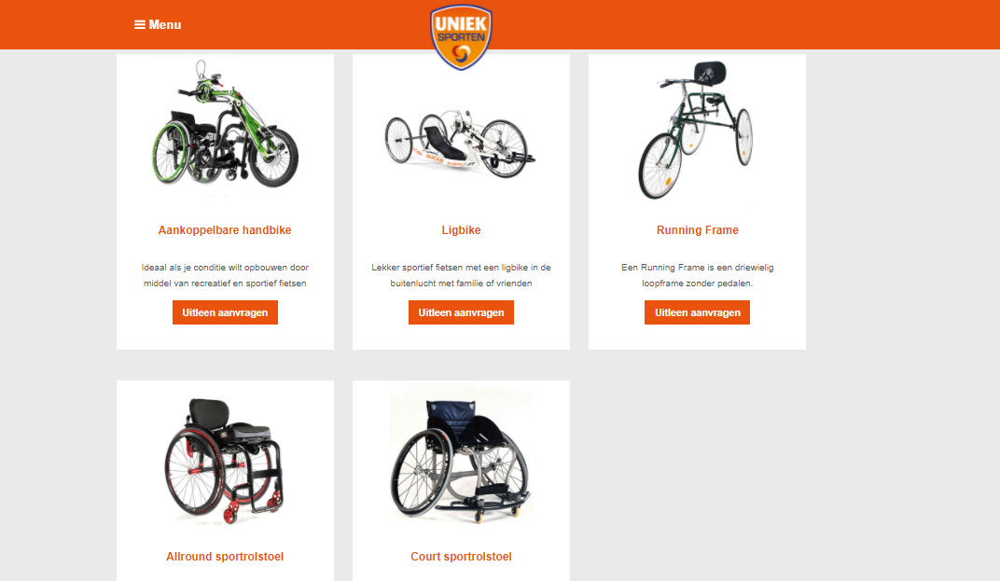 Menu
UNIEK
SPORTEN
Aankoppelbare handbike
Ideaal als je conditie wilt opbouwen door
middel van recreatief en sportief fietsen
Uitleen aanvragen
Ligbike
Lekker sportief fietsen met een ligbike in de
buitenlucht met familie of vrienden
Uitleen aanvragen
Running Frame
Een Running Frame is een driewielig
loopframe zonder pedalen.
Uitleen aanvragen
Allround sportrolstoel
Court sportrolstoel